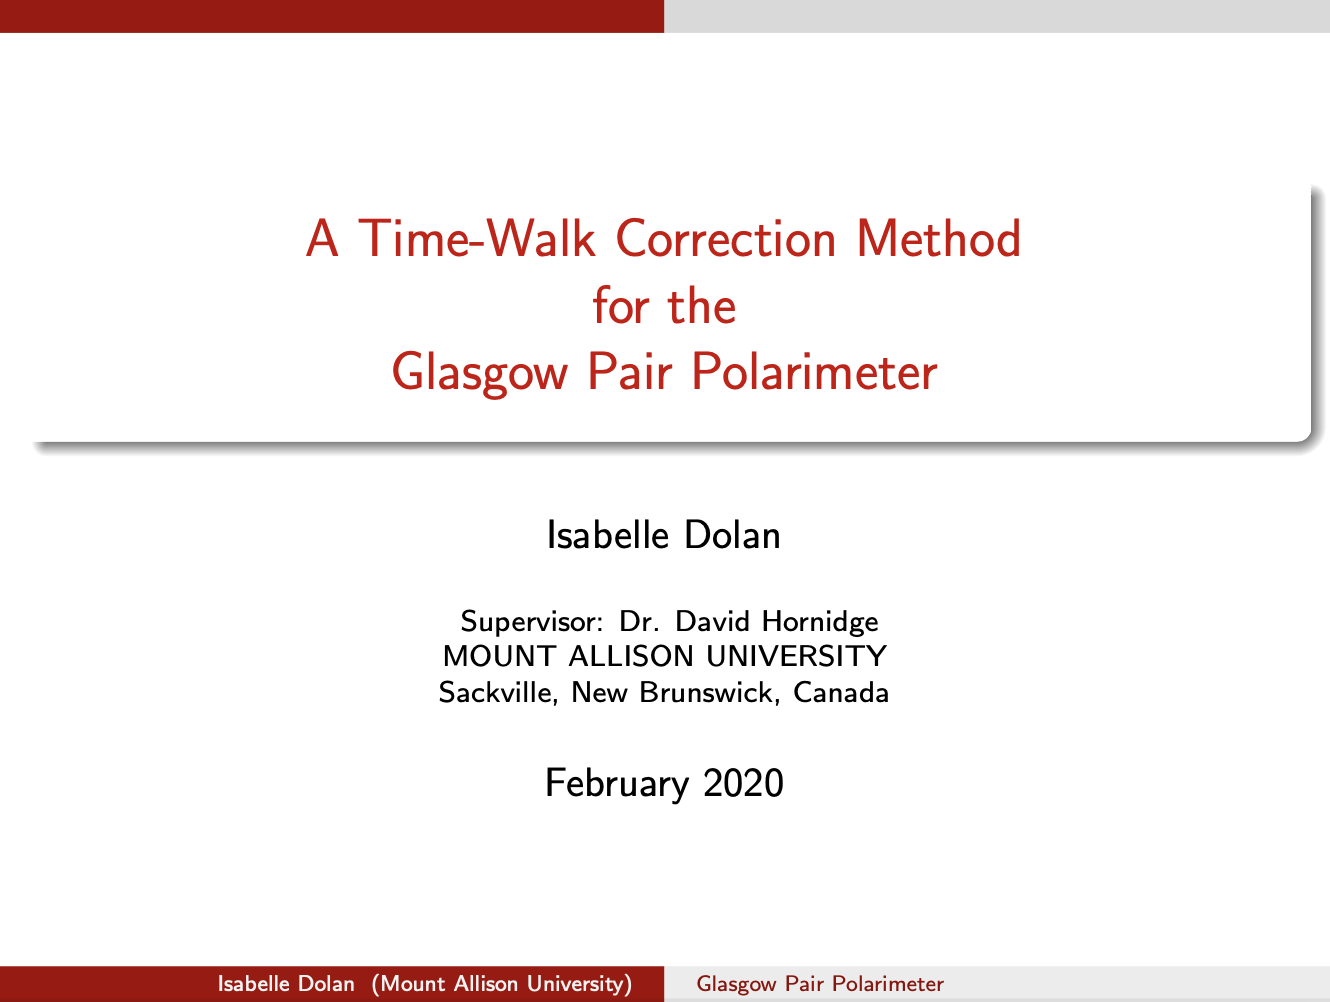 A Time-Walk Correction Method
for the
Glasgow Pair Polarimeter
Isabelle Dolan
Supervisor: Dr. David Hornidge
MOUNT ALLISON UNIVERSITY
Sackville, New Brunswick, Canada
February 2020
Isabelle Dolan (Mount Allison University)
Glasgow Pair Polarimeter